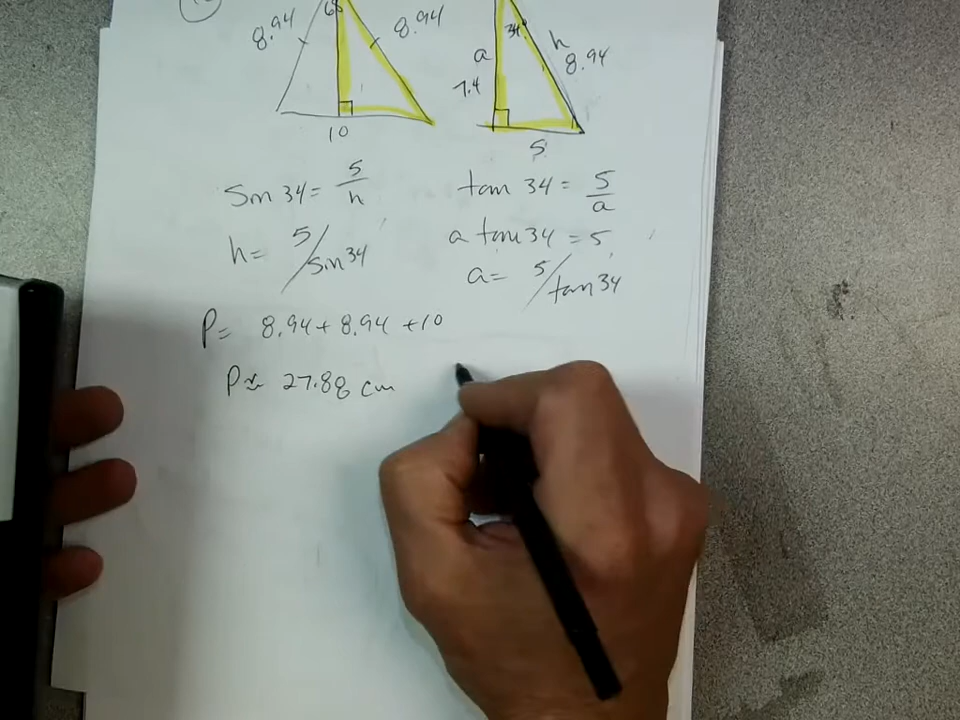 68
8.94 8.94
10
34°
a 7.4
h 8.94
5
Sin 34 = 5/h
h = 5/sin 34
tan 34 = 5/a
a tan 34 = 5
a = 5/tan 34
P = 8.94 + 8.94 + 10
P ≈ 27.88 cm